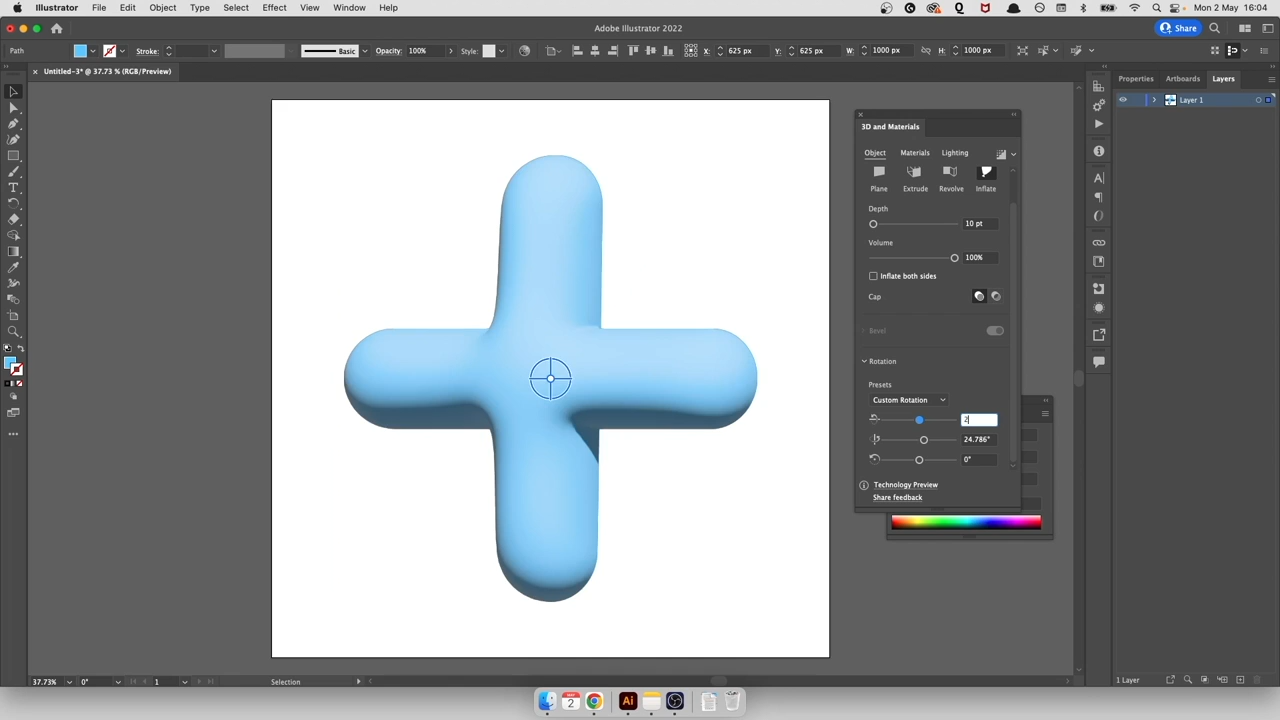 Illustrator File Edit Object Type Select Effect View Window Help Mon 2 May 16:04
Adobe Illustrator 2022 Share
Path Stroke: Basic Opacity: 100% Style: X: 625 px Y: 625 px W: 1000 px H: 1000 px
× Untitled-3* @ 37.73 % (RGB/Preview)
Properties Artboards Layers
Layer 1
3D and Materials
Object Materials Lighting
Plane Extrude Revolve Inflate
Depth
10 pt
Volume
100%
Inflate both sides
Cap
Bevel
Rotation
Presets
Custom Rotation
2
24.786°
0°
Technology Preview
Share feedback
37.73% 0° 1 Selection
1 Layer